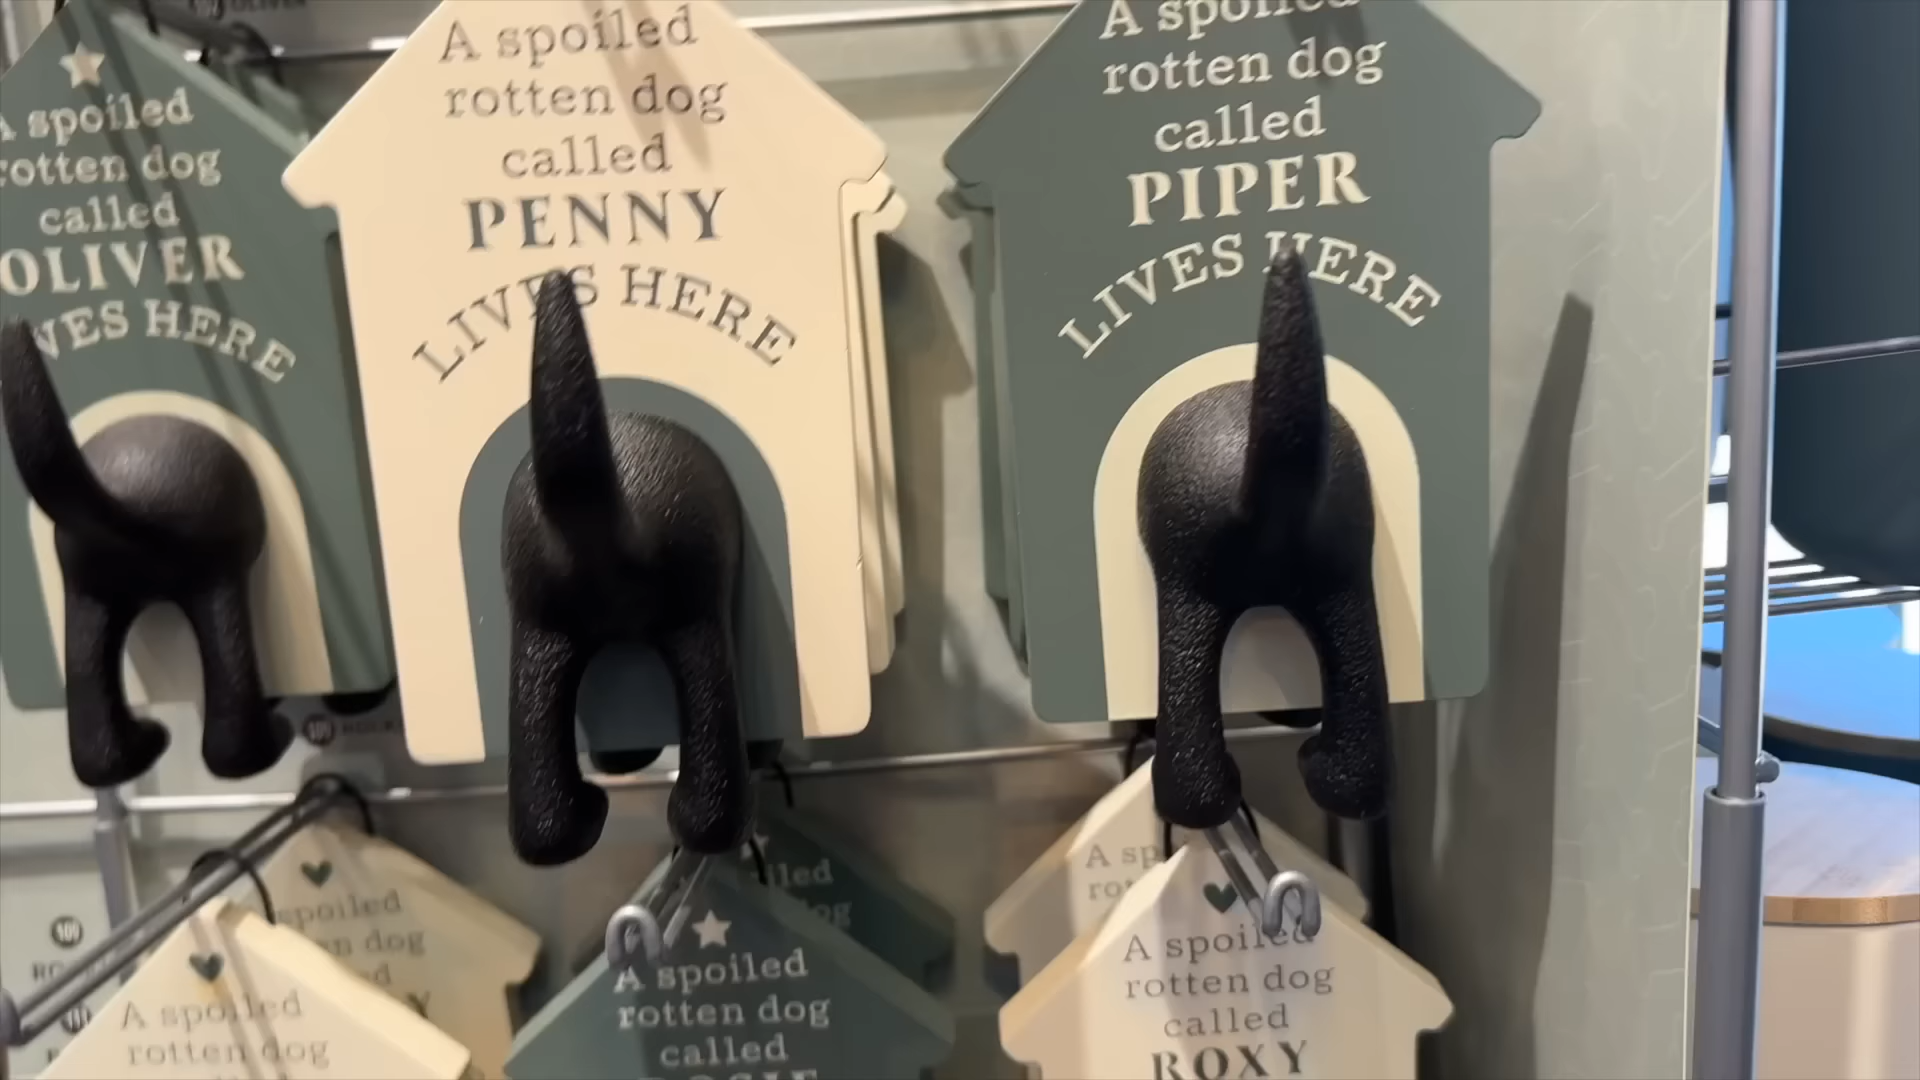 A spoiled
rotten dog
called
OLIVER
LIVES HERE
A spoiled
rotten dog
called
PENNY
LIVES HERE
A spoiled
rotten dog
called
PIPER
LIVES HERE
spoiled
dog
A spoiled
rotten dog
A spoiled
rotten dog
called
A spoiled
rotten dog
called
ROXY
109